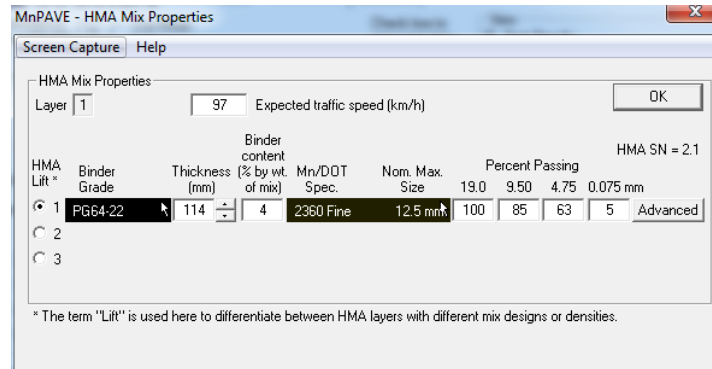 MnPAVE - HMA Mix Properties
Screen Capture Help
HMA Mix Properties
Layer 1 97 Expected traffic speed (km/h)
OK
HMA SN = 2.1
HMA Lift * Binder Grade Thickness (mm) Binder content (% by wt. of mix) Mn/DOT Spec. Nom. Max. Size Percent Passing 19.0 9.50 4.75 0.075 mm
1 PG64-22 114 4 2360 Fine 12.5 mm 100 85 63 5 Advanced
2
3
* The term "Lift" is used here to differentiate between HMA layers with different mix designs or densities.